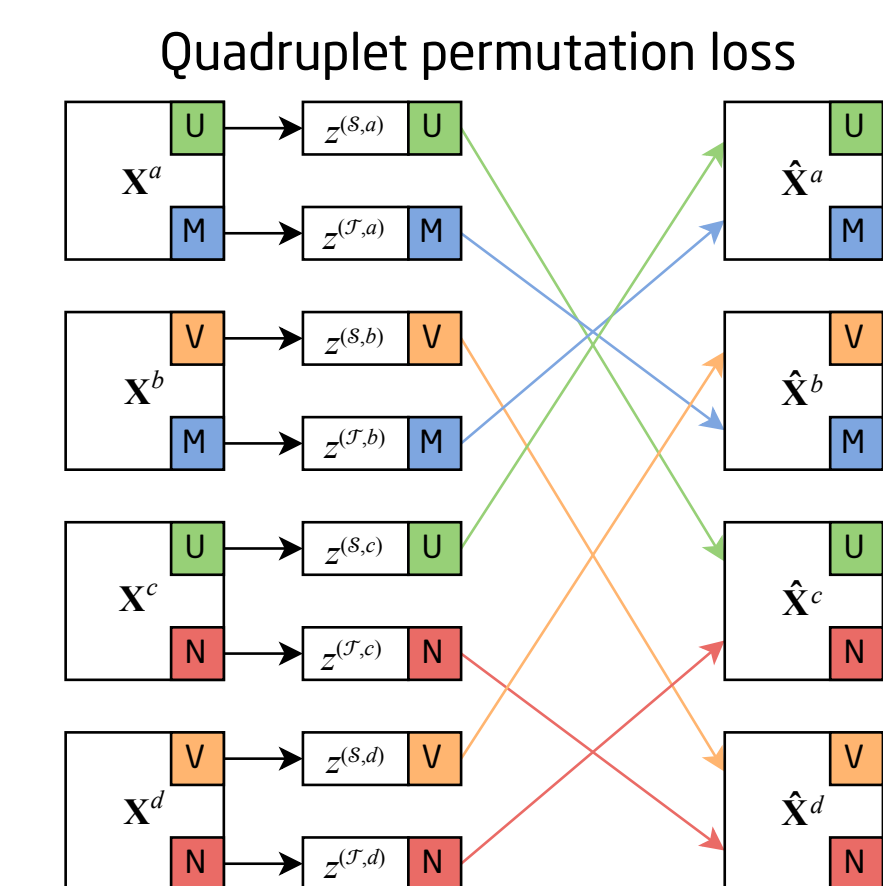 Quadruplet permutation loss
U z^(𝒮,a) U U
X^a X̂^a
M z^(𝒯,a) M M
V z^(𝒮,b) V V
X^b X̂^b
M z^(𝒯,b) M M
U z^(𝒮,c) U U
X^c X̂^c
N z^(𝒯,c) N N
V z^(𝒮,d) V V
X^d X̂^d
N z^(𝒯,d) N N